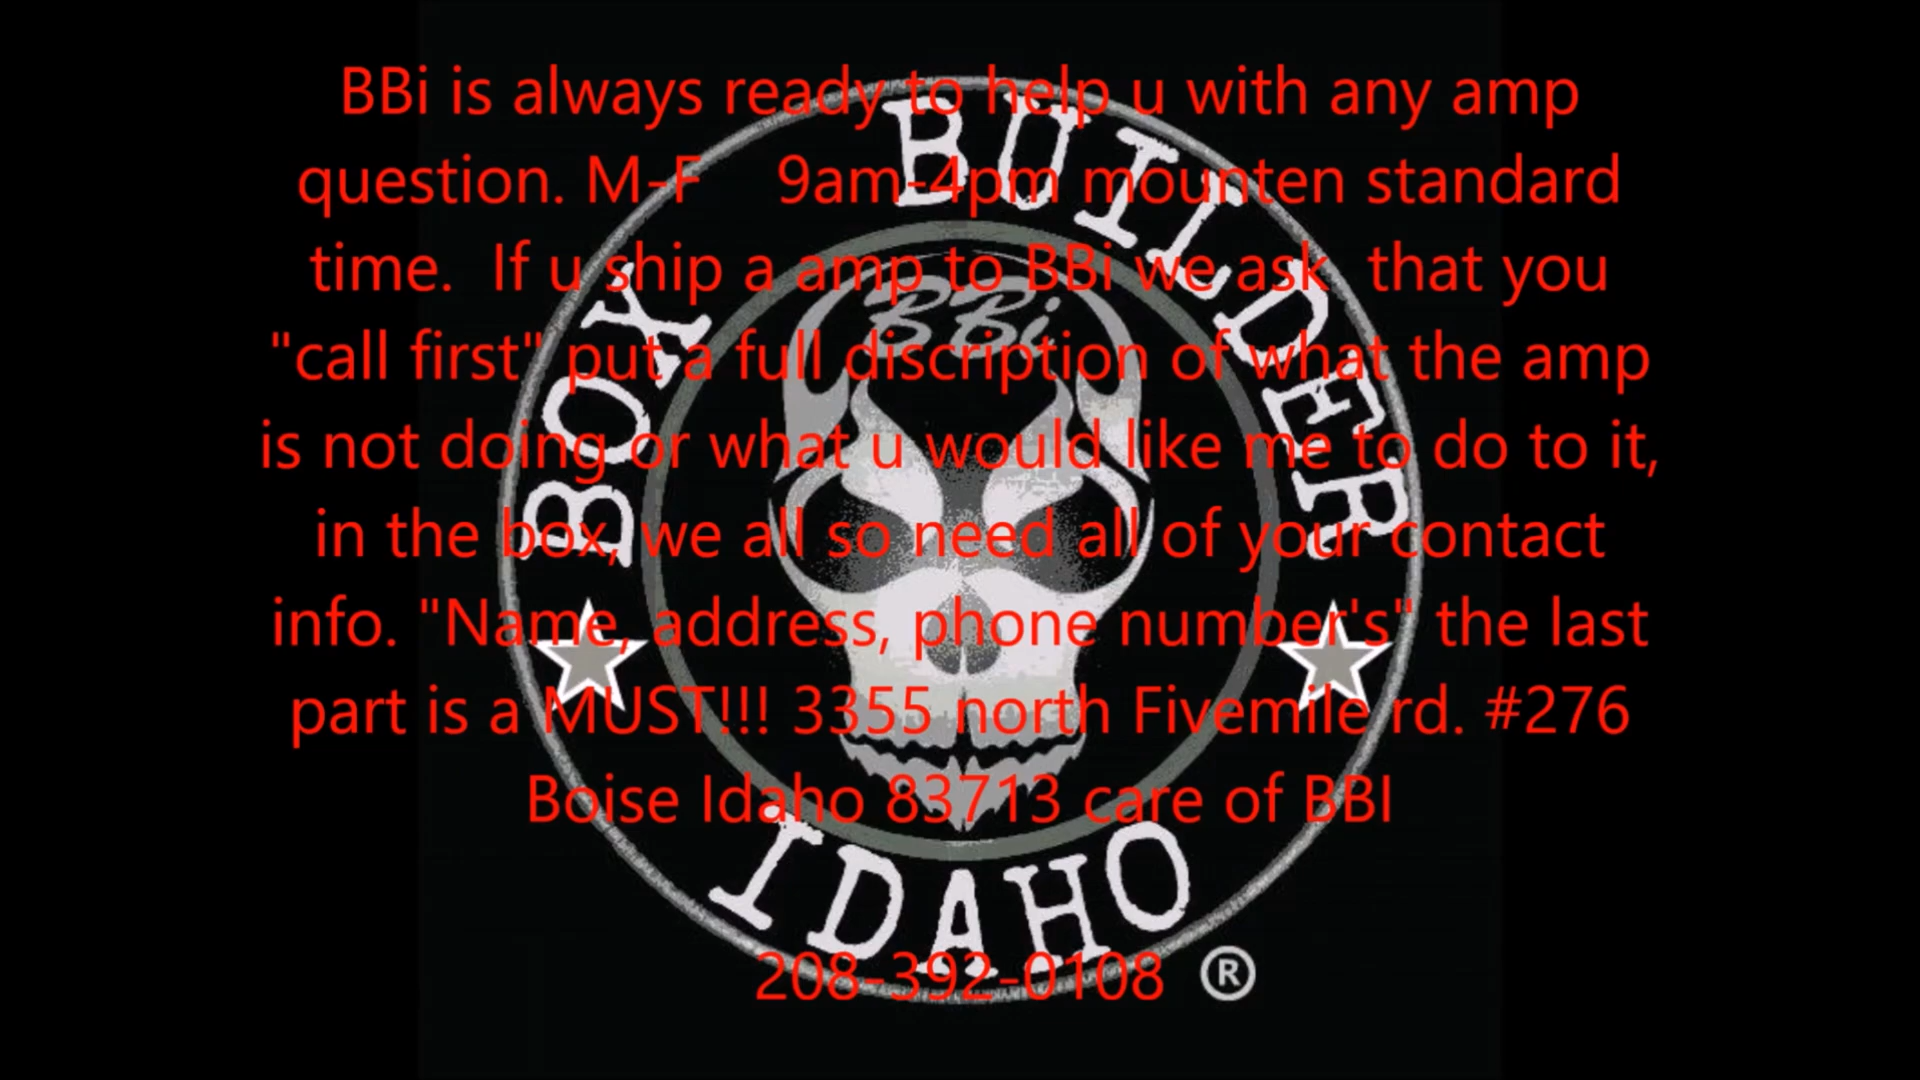 BBi is always ready to help u with any amp
question. M-F    9am-4pm mounten standard
time.  If u ship a amp to BBi we ask  that you
"call first" put a full discription of what the amp
is not doing or what u would like me to do to it,
in the box, we all so need all of your contact
info. "Name, address, phone number's" the last
part is a MUST!!! 3355 north Fivemile rd. #276
Boise Idaho 83713 care of BBI
208-392-0108
BOX BUILDER
BBi
IDAHO
®